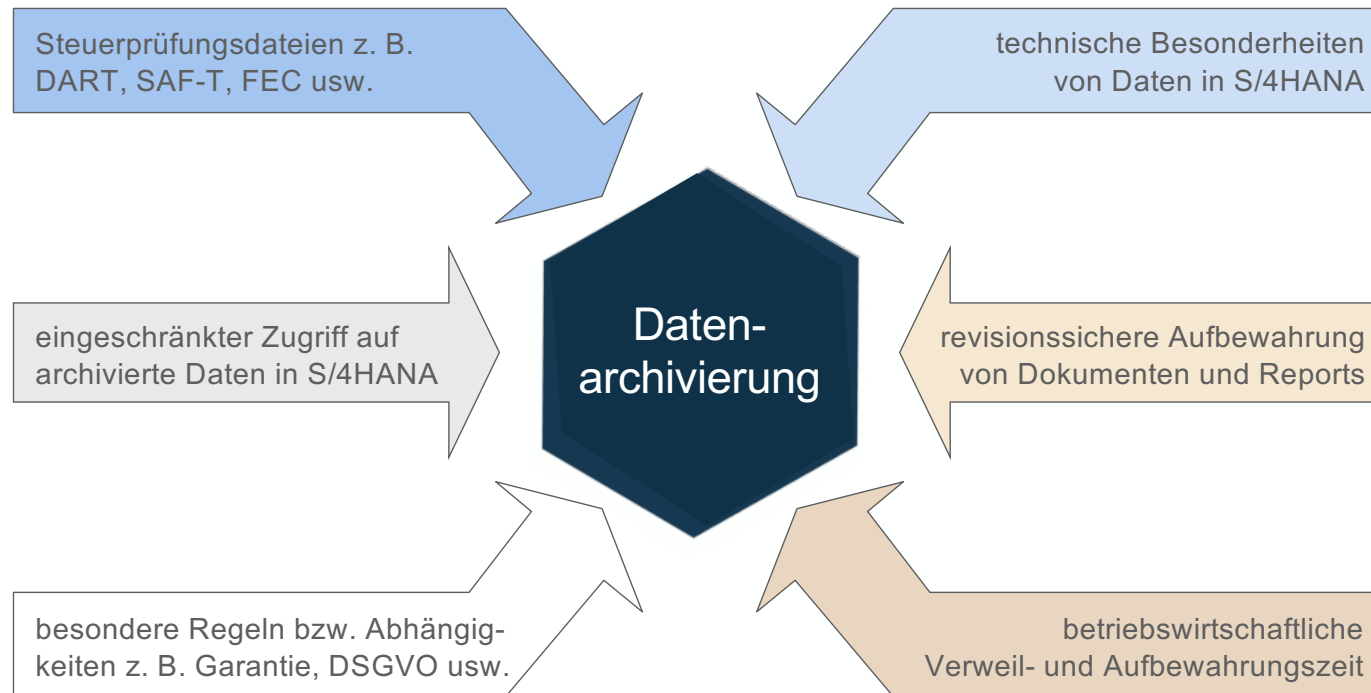 Steuerprüfungsdateien z. B.
DART, SAF-T, FEC usw.
technische Besonderheiten
von Daten in S/4HANA
eingeschränkter Zugriff auf
archivierte Daten in S/4HANA
Daten-
archivierung
revisionssichere Aufbewahrung
von Dokumenten und Reports
besondere Regeln bzw. Abhängig-
keiten z. B. Garantie, DSGVO usw.
betriebswirtschaftliche
Verweil- und Aufbewahrungszeit